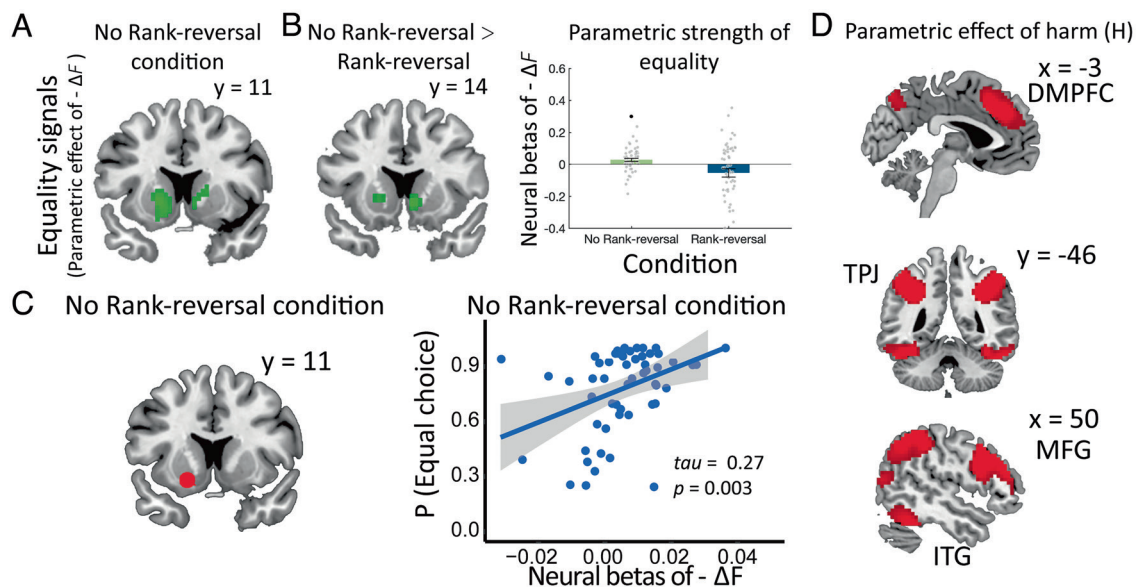 A
No Rank-reversal
condition
y = 11
Equality signals
(Parametric effect of - ΔF)
B
No Rank-reversal >
Rank-reversal
y = 14
Parametric strength of
equality
Neural betas of - ΔF
0.6
0.4
0.2
0
-0.2
-0.4
No Rank-reversal
Rank-reversal
Condition
C
No Rank-reversal condition
y = 11
No Rank-reversal condition
P (Equal choice)
0.9
0.6
0.3
0.0
tau = 0.27
p = 0.003
−0.02
0.00
0.02
0.04
Neural betas of - ΔF
D
Parametric effect of harm (H)
x = -3
DMPFC
TPJ
y = -46
x = 50
MFG
ITG